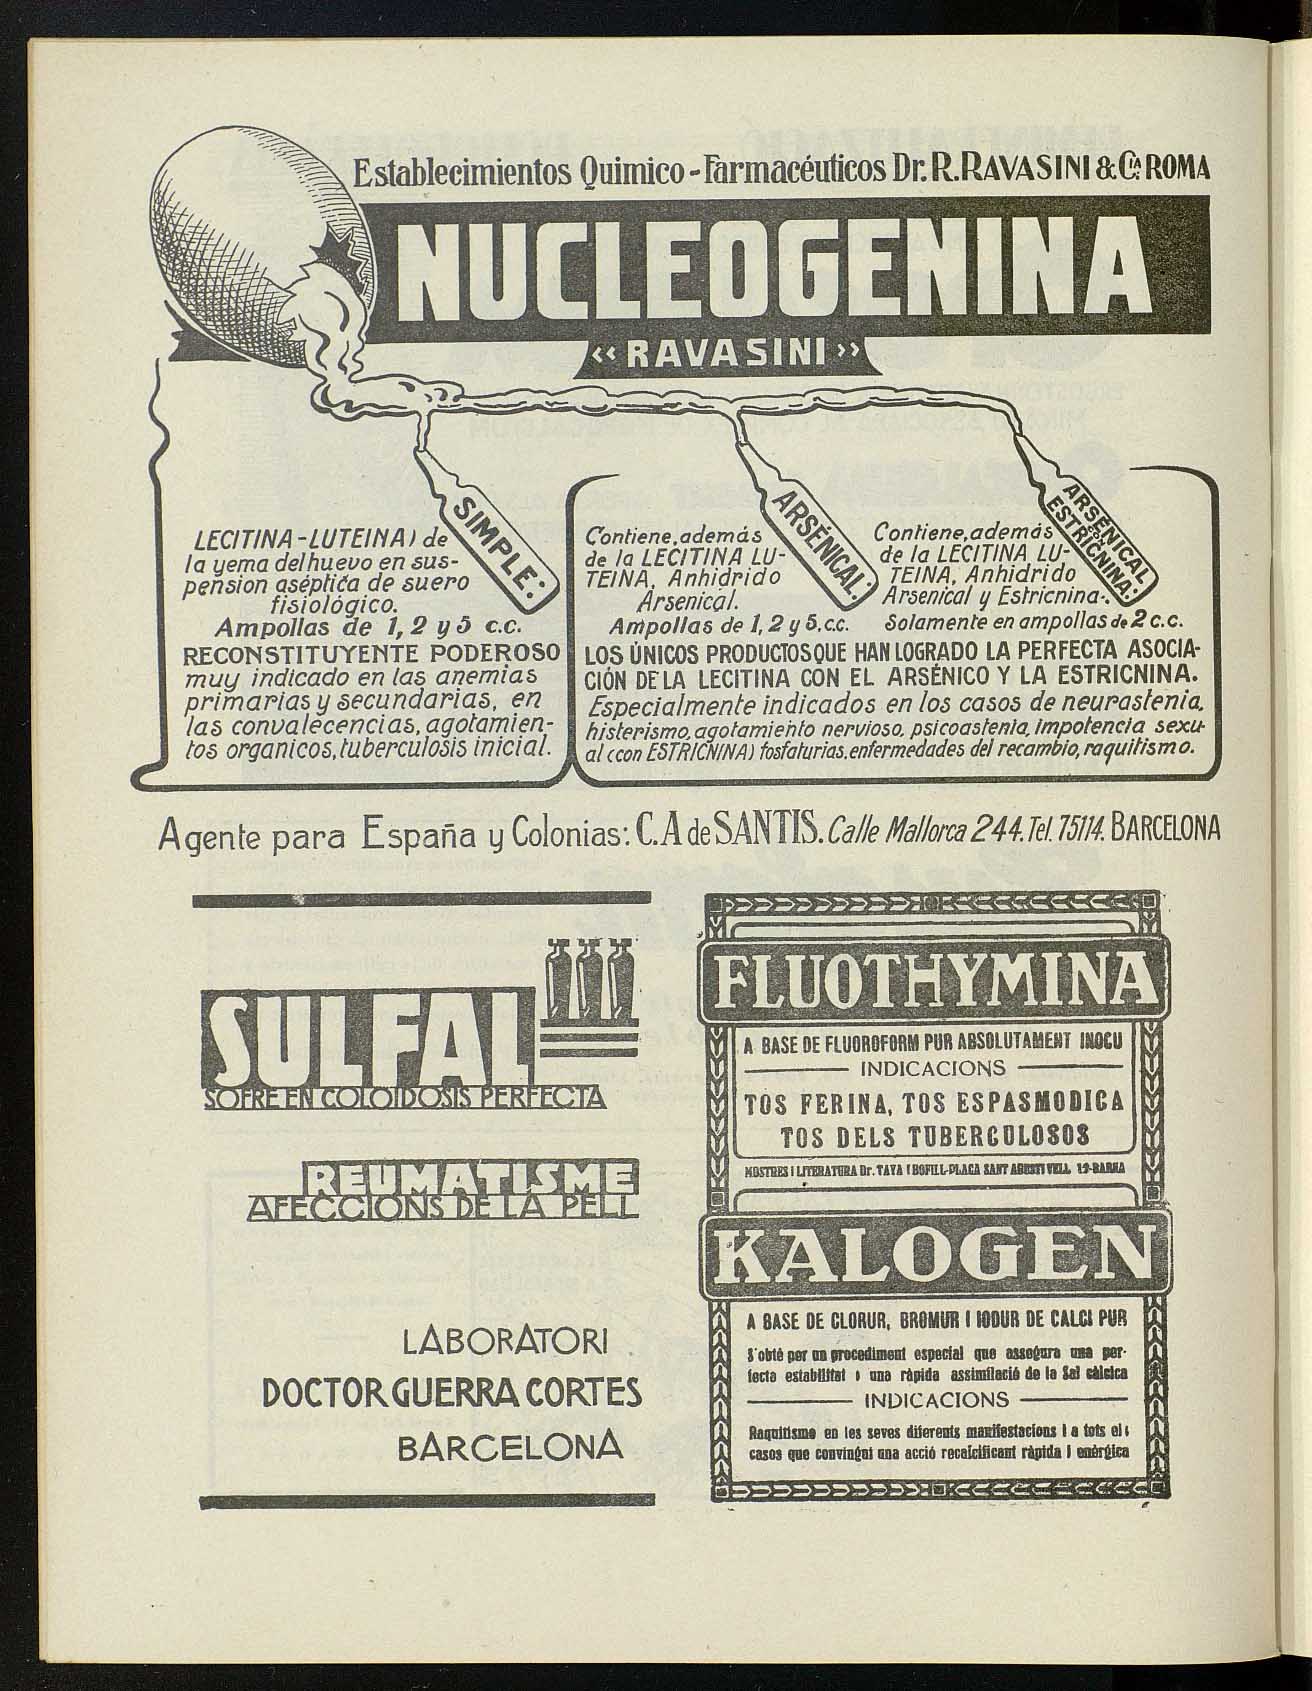 Establecimientos Quimico-Farmacéuticos Dr. R. RAVASINI & Cía. ROMA
NUCLEOGENINA
«RAVASINI»
SIMPLE:
LECITINA-LUTEINA) de
la yema del huevo en sus-
pension aséptica de suero
fisiológico.
Ampollas de 1, 2 y 5 c.c.
RECONSTITUYENTE PODEROSO
muy indicado en las anemias
primarias y secundarias, en
las convalecencias, agotamien-
tos organicos, tuberculosis inicial.
ARSÉNICAL:
Contiene, además
de la LECITINA LU-
TEINA, Anhidrido
Arsenical.
Ampollas de 1, 2 y 5. c.c.
ARSÉNICAL
con
ESTRICNINA:
Contiene, además
de la LECITINA LU-
TEINA, Anhidrido
Arsenical y Estricnina.
Solamente en ampollas de 2 c.c.
LOS ÚNICOS PRODUCTOS QUE HAN LOGRADO LA PERFECTA ASOCIA-
CIÓN DE LA LECITINA CON EL ARSÉNICO Y LA ESTRICNINA.
Especialmente indicados en los casos de neurastenia,
histerismo, agotamiento nervioso, psicoastenia, impotencia sexu-
al (con ESTRICNINA) fosfaturias, enfermedades del recambio, raquitismo.
Agente para España y Colonias: C. A de SANTIS. Calle Mallorca 244. Tel. 75114. BARCELONA
SULFAL
SOFRE EN COLOIDOSIS PERFECTA
REUMATISME
AFECCIONS DE LA PELL
LABORATORI
DOCTOR GUERRA CORTES
BARCELONA
FLUOTHYMINA
A BASE DE FLUOROFORM PUR ABSOLUTAMENT INOCU
INDICACIONS
TOS FERINA, TOS ESPASMODICA
TOS DELS TUBERCULOSOS
MOSTRES I LITERATURA Dr. TAYA I BOFILL-PLAÇA SANT AGUSTI VELL, 19-BARNA
KALOGEN
A BASE DE CLORUR, BROMUR I IODUR DE CALCI PUR
S'obté per un procediment especial que assegura una per-
fecta estabilitat i una ràpida assimilació de la Sal càlcica
INDICACIONS
Raquitisme en les seves diferents manifestacions i a tots els
casos que convingui una acció recalcificant ràpida i enèrgica